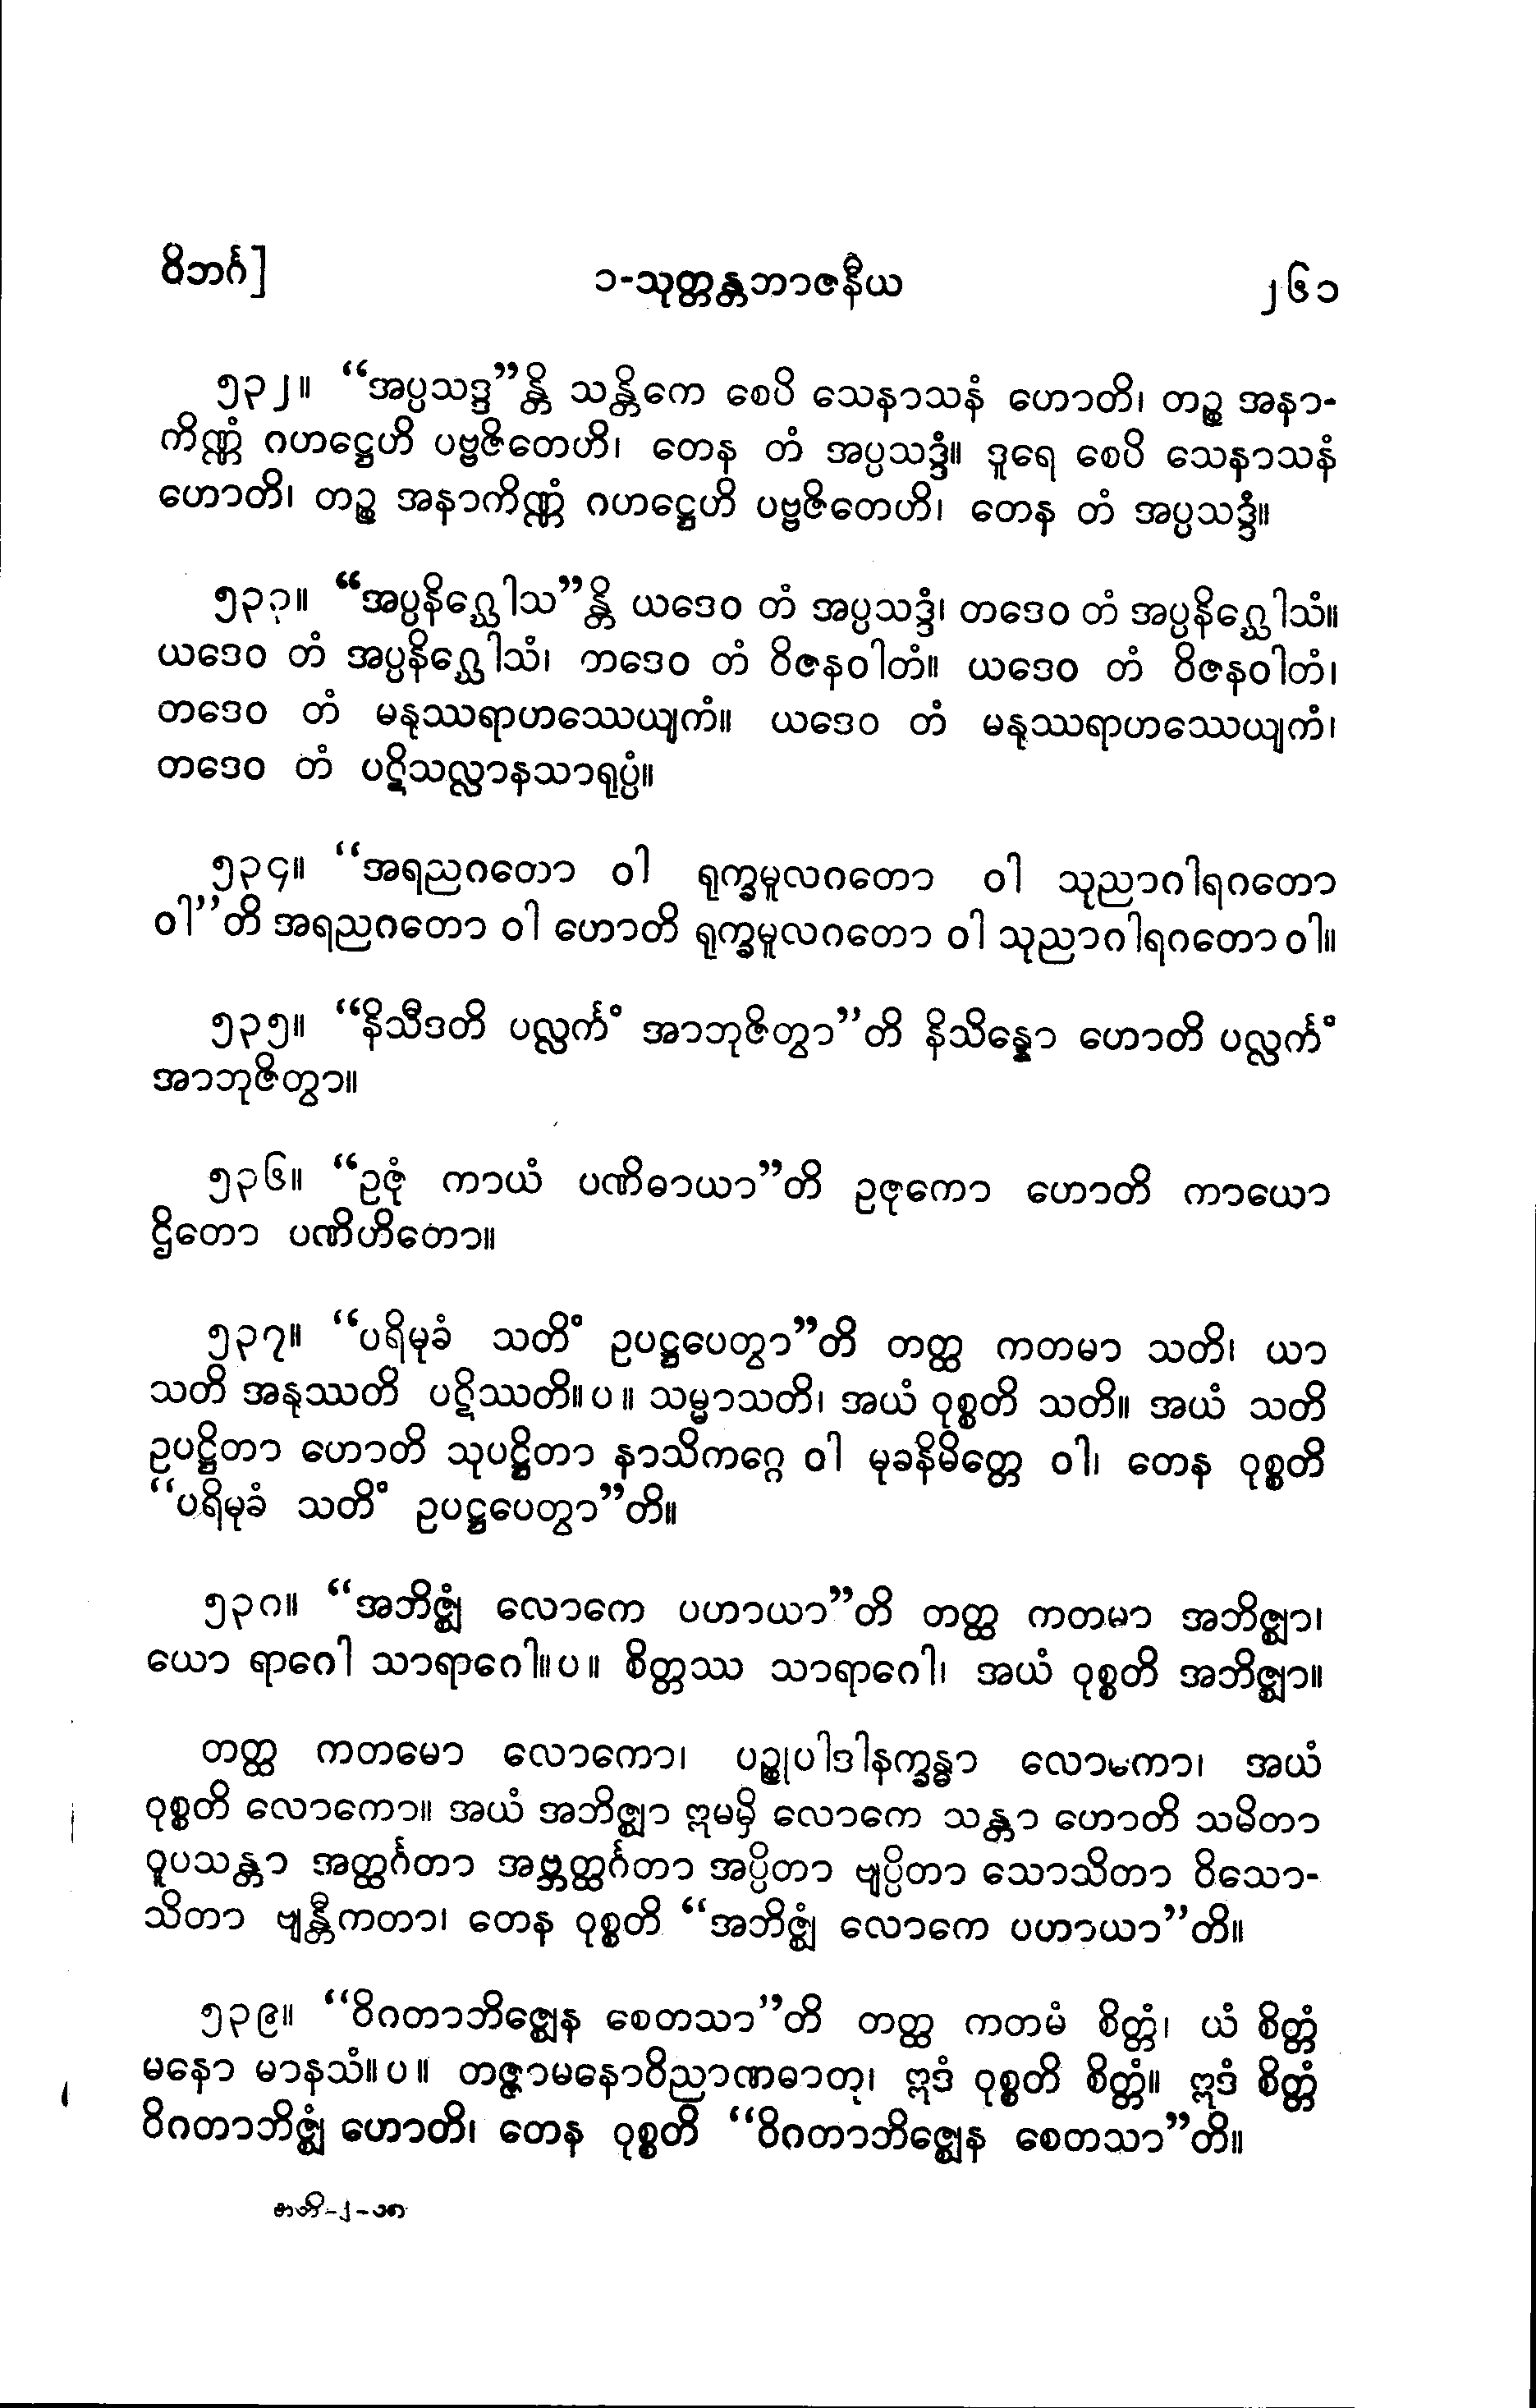 ဝိဘင်္ဂ]
၁-သုတ္တန္တဘာဇနီယ
၂၆၁
၅၃၂။ “အပ္ပသဒ္ဒ”န္တိ သန္တိကေ စေပိ သေနာသနံ ဟောတိ၊ တဉ္စ အနာ-
ကိဏ္ဏံ ဂဟဋ္ဌေဟိ ပဗ္ဗဇိတေဟိ၊ တေန တံ အပ္ပသဒ္ဒံ။ ဒူရေ စေပိ သေနာသနံ
ဟောတိ၊ တဉ္စ အနာကိဏ္ဏံ ဂဟဋ္ဌေဟိ ပဗ္ဗဇိတေဟိ၊ တေန တံ အပ္ပသဒ္ဒံ။
၅၃၃။ “အပ္ပနိဂ္ဃေါသ”န္တိ ယဒေဝ တံ အပ္ပသဒ္ဒံ၊ တဒေဝ တံ အပ္ပနိဂ္ဃေါသံ။
ယဒေဝ တံ အပ္ပနိဂ္ဃေါသံ၊ တဒေဝ တံ ဝိဇနဝါတံ။ ယဒေဝ တံ ဝိဇနဝါတံ၊
တဒေဝ တံ မနုဿရာဟဿေယျကံ။ ယဒေဝ တံ မနုဿရာဟဿေယျကံ၊
တဒေဝ တံ ပဋိသလ္လာနသာရုပ္ပံ။
၅၃၄။ “အရညဂတော ဝါ ရုက္ခမူလဂတော ဝါ သုညာဂါရဂတော
ဝါ”တိ အရညဂတော ဝါ ဟောတိ ရုက္ခမူလဂတော ဝါ သုညာဂါရဂတော ဝါ။
၅၃၅။ “နိသီဒတိ ပလ္လင်္ကံ အာဘုဇိတွာ”တိ နိသိန္နော ဟောတိ ပလ္လင်္ကံ
အာဘုဇိတွာ။
၅၃၆။ “ဥဇုံ ကာယံ ပဏိဓာယာ”တိ ဥဇုကော ဟောတိ ကာယော
ဌိတော ပဏိဟိတော။
၅၃၇။ “ပရိမုခံ သတိံ ဥပဋ္ဌပေတွာ”တိ တတ္ထ ကတမာ သတိ၊ ယာ
သတိ အနုဿတိ ပဋိဿတိ။ပ။ သမ္မာသတိ၊ အယံ ဝုစ္စတိ သတိ။ အယံ သတိ
ဥပဋ္ဌိတာ ဟောတိ သုပဋ္ဌိတာ နာသိကဂ္ဂေ ဝါ မုခနိမိတ္တေ ဝါ၊ တေန ဝုစ္စတိ
“ပရိမုခံ သတိံ ဥပဋ္ဌပေတွာ”တိ။
၅၃၈။ “အဘိဇ္ဈံ လောကေ ပဟာယာ”တိ တတ္ထ ကတမာ အဘိဇ္ဈာ၊
ယော ရာဂေါ သာရာဂေါ။ပ။ စိတ္တဿ သာရာဂေါ၊ အယံ ဝုစ္စတိ အဘိဇ္ဈာ။
တတ္ထ ကတမော လောကော၊ ပဉ္စုပါဒါနက္ခန္ဓာ လောကော၊ အယံ
ဝုစ္စတိ လောကော။ အယံ အဘိဇ္ဈာ ဣမမှိ လောကေ သန္တာ ဟောတိ သမိတာ
ဝူပသန္တာ အတ္ထင်္ဂတာ အဗ္ဘတ္ထင်္ဂတာ အပ္ပိတာ ဗျပ္ပိတာ သောသိတာ ဝိသော-
သိတာ ဗျန္တီကတာ၊ တေန ဝုစ္စတိ “အဘိဇ္ဈံ လောကေ ပဟာယာ”တိ။
၅၃၉။ “ဝိဂတာဘိဇ္ဈေန စေတသာ”တိ တတ္ထ ကတမံ စိတ္တံ၊ ယံ စိတ္တံ
မနော မာနသံ။ပ။ တဇ္ဇာမနောဝိညာဏဓာတု၊ ဣဒံ ဝုစ္စတိ စိတ္တံ။ ဣဒံ စိတ္တံ
ဝိဂတာဘိဇ္ဈံ ဟောတိ၊ တေန ဝုစ္စတိ “ဝိဂတာဘိဇ္ဈေန စေတသာ”တိ။